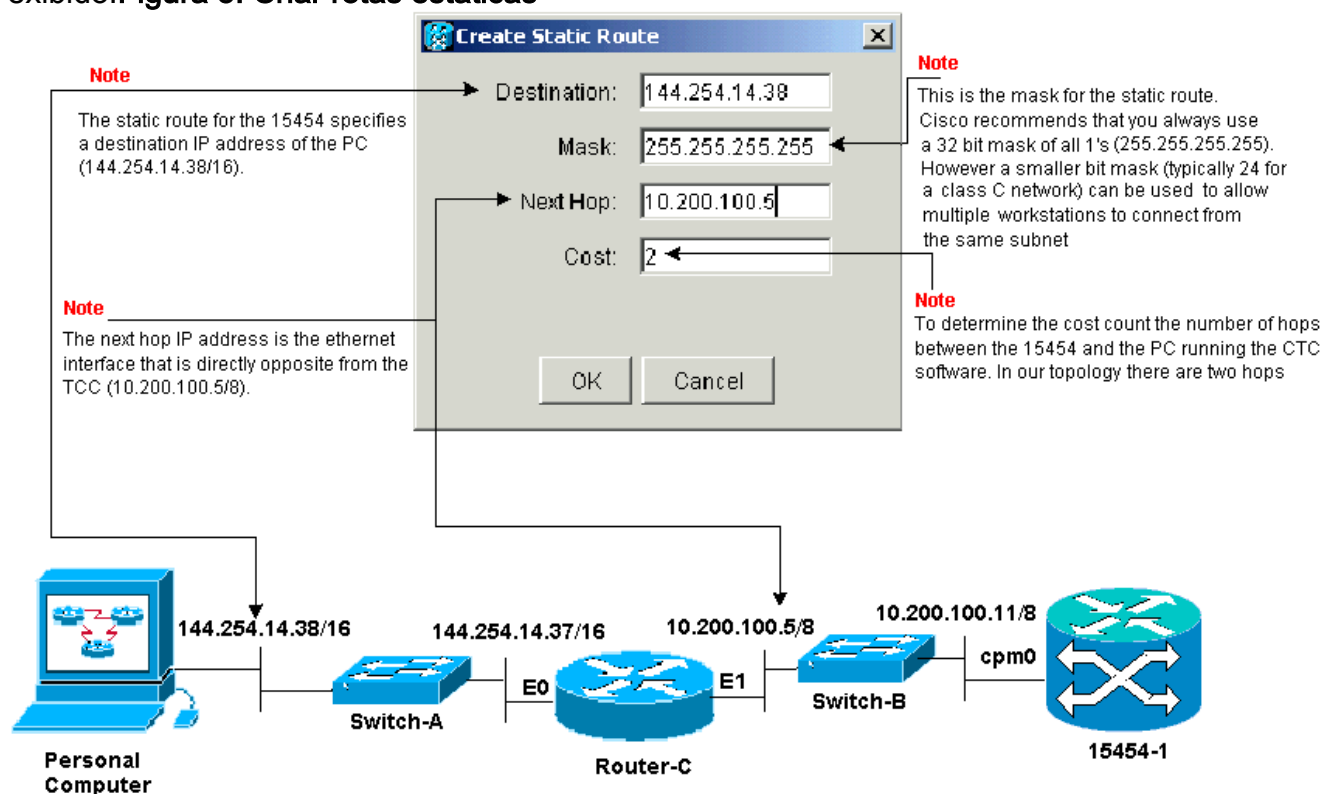 Create Static Route
Note
Destination: 144.254.14.38
Note
The static route for the 15454 specifies
a destination IP address of the PC
(144.254.14.38/16).
This is the mask for the static route.
Cisco recommends that you always use
a 32 bit mask of all 1's (255.255.255.255).
However a smaller bit mask (typically 24 for
a class C network) can be used to allow
multiple workstations to connect from
the same subnet
Mask: 255.255.255.255
Next Hop: 10.200.100.5
Cost: 2
Note
The next hop IP address is the ethernet
interface that is directly opposite from the
TCC (10.200.100.5/8).
Note
To determine the cost count the number of hops
between the 15454 and the PC running the CTC
software. In our topology there are two hops
OK Cancel
144.254.14.38/16
144.254.14.37/16
10.200.100.5/8
10.200.100.11/8
E0
E1
cpm0
Switch-A
Switch-B
Personal
Computer
Router-C
15454-1